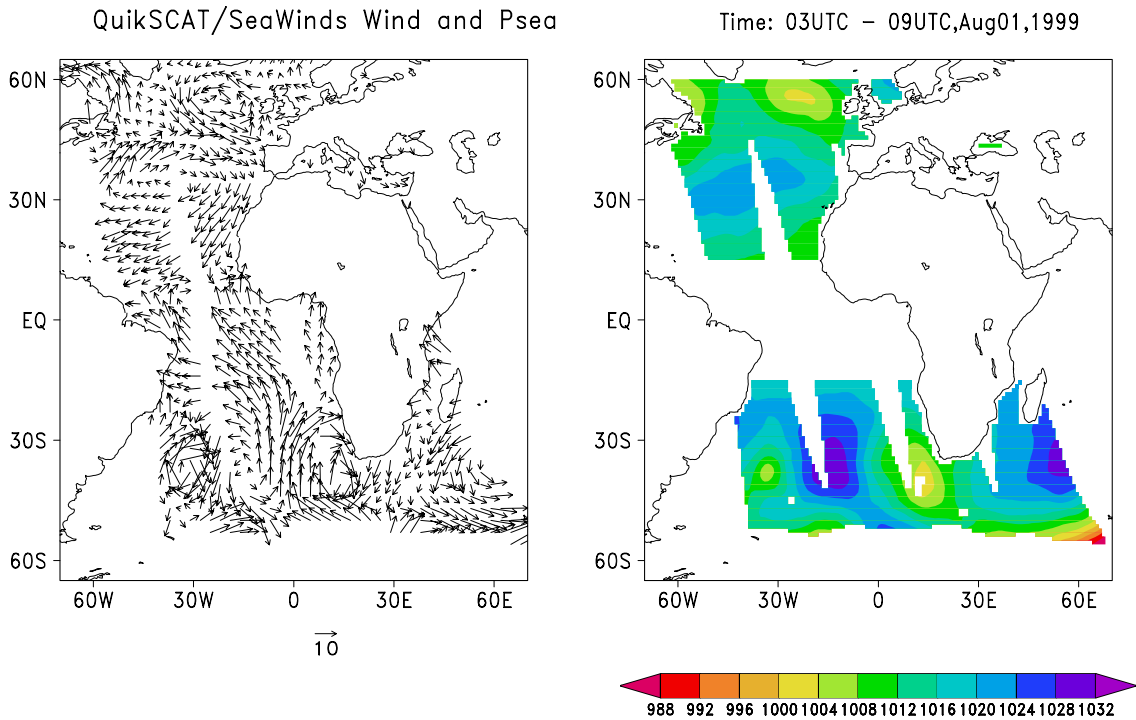 QuikSCAT/SeaWinds Wind and Psea
Time: 03UTC - 09UTC,Aug01,1999
60N
30N
EQ
30S
60S
60W 30W 0 30E 60E
10
60N
30N
EQ
30S
60S
60W 30W 0 30E 60E
988 992 996 1000 1004 1008 1012 1016 1020 1024 1028 1032